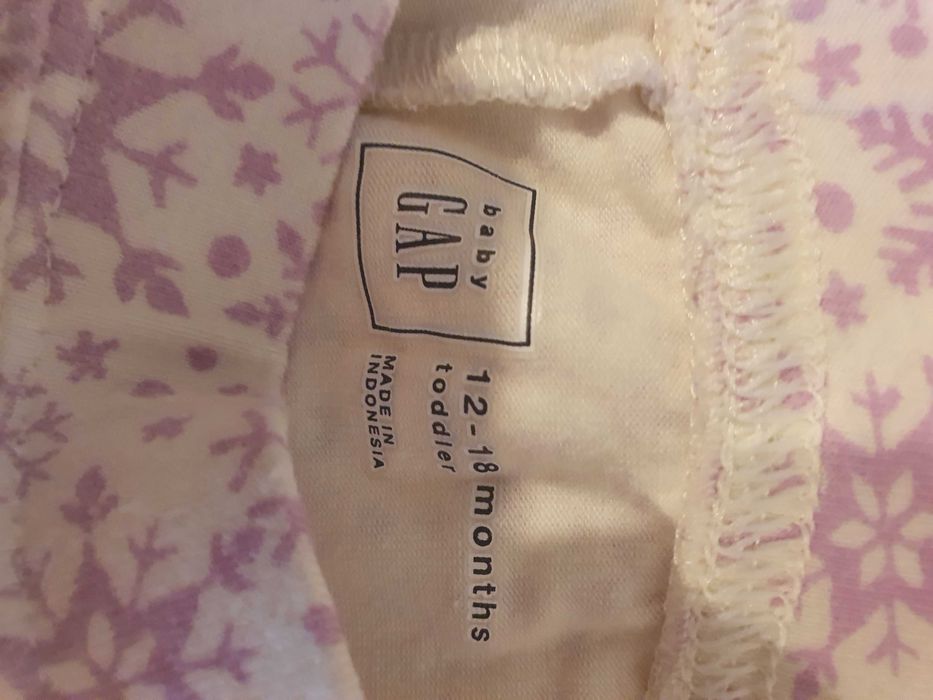 baby
GAP
12-18 months
toddler
MADE IN
INDONESIA